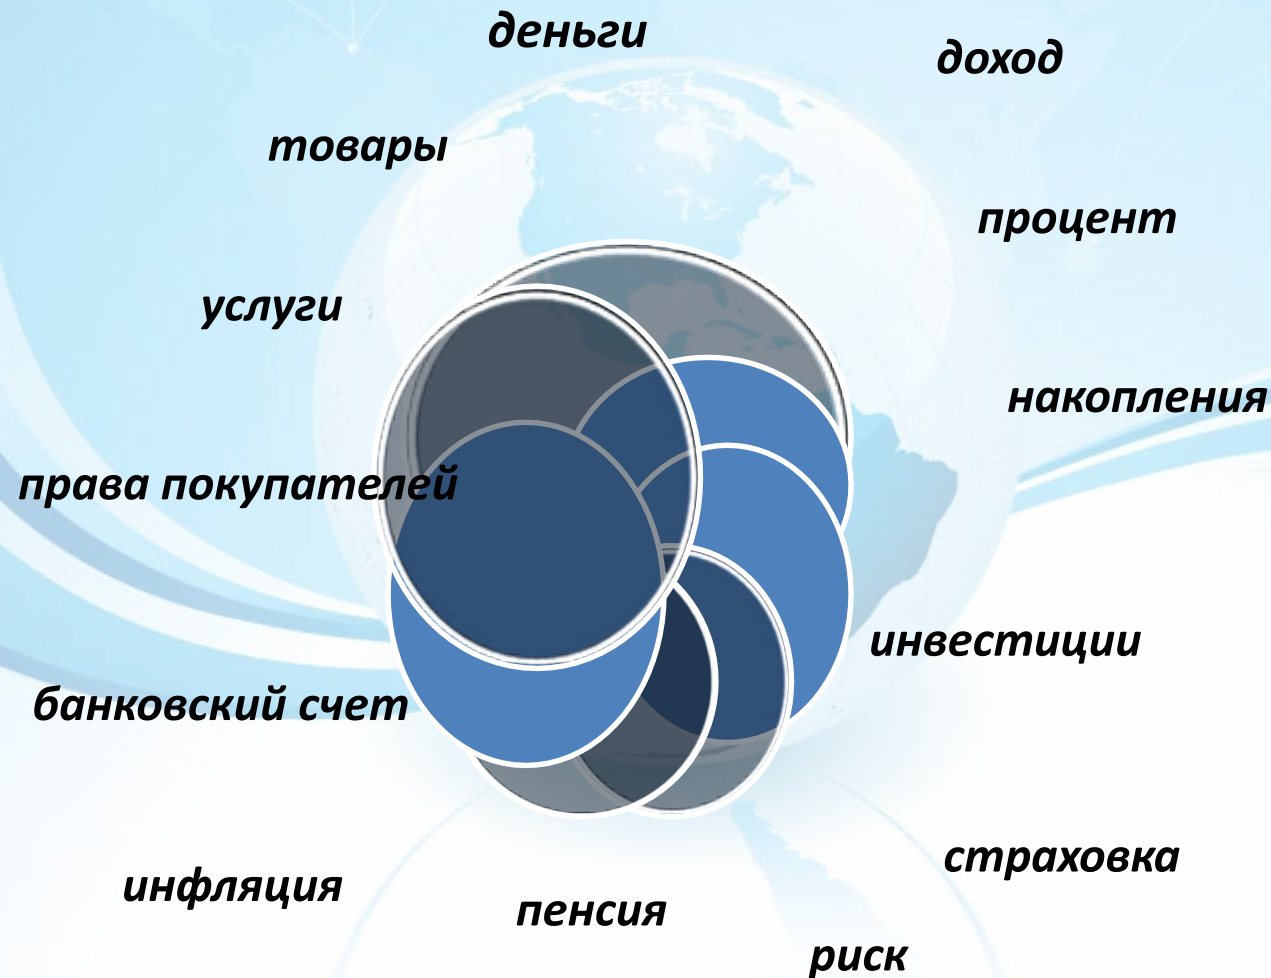 деньги
доход
товары
процент
услуги
накопления
права покупателей
инвестиции
банковский счет
страховка
инфляция
пенсия
риск